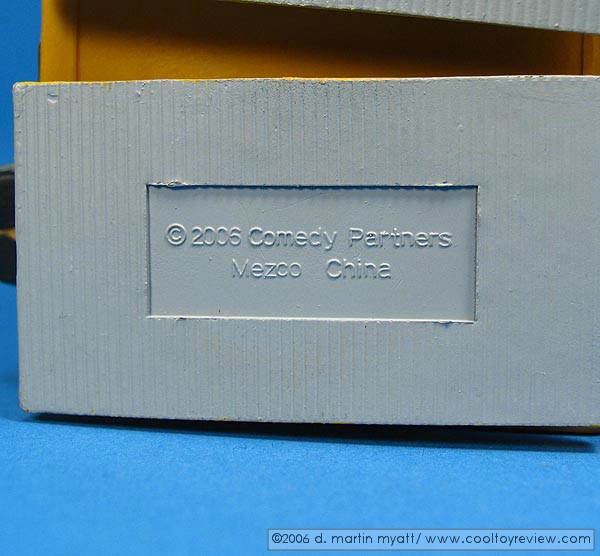 © 2006 Comedy Partners
Mezco China
©2006 d. martin myatt/ www.cooltoyreview.com